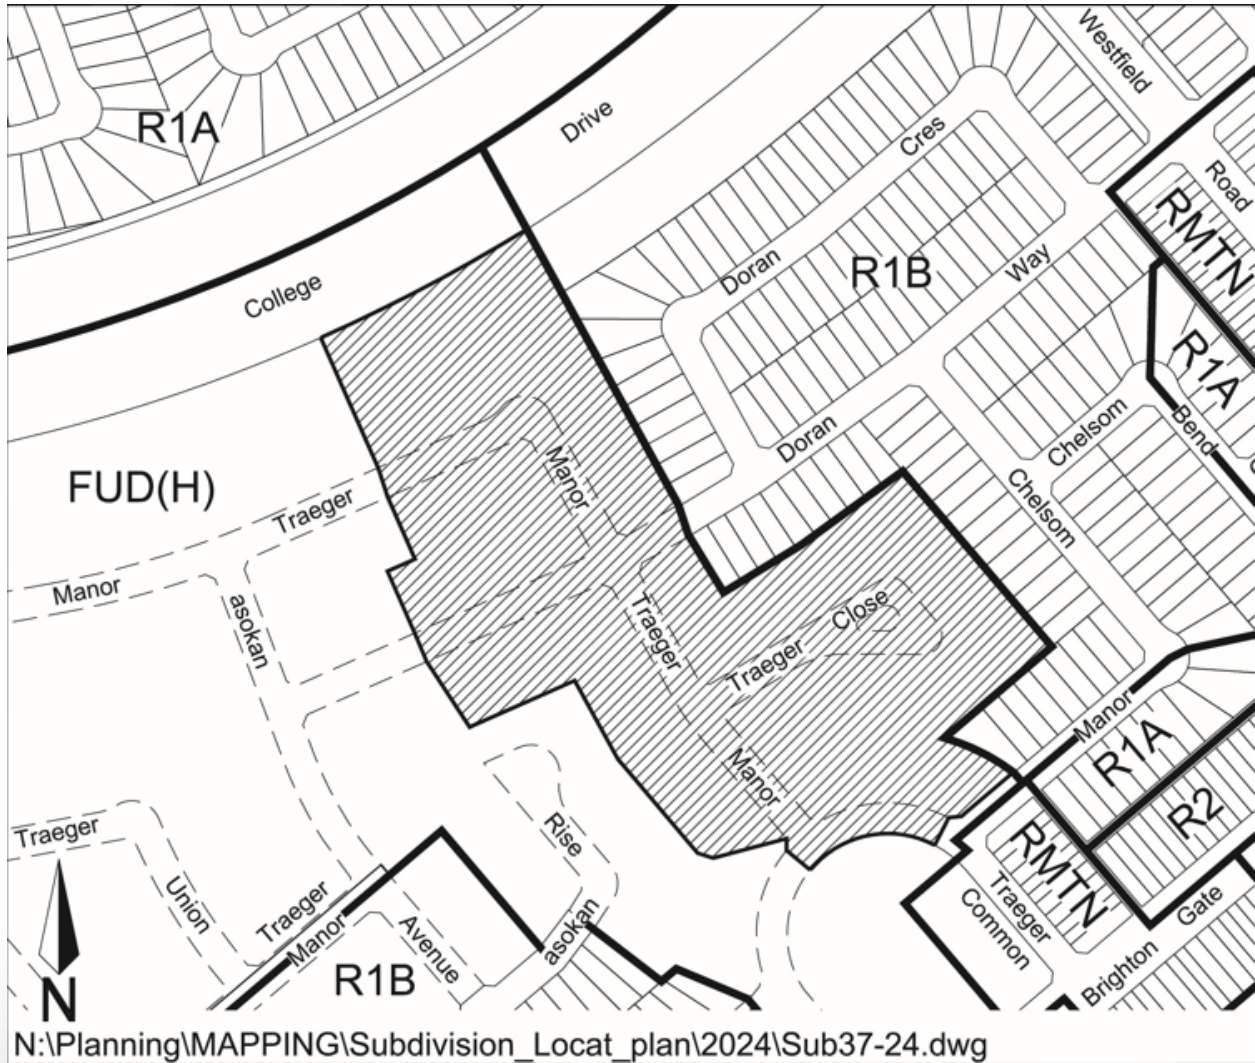 R1A
Drive
Cres
Westfield
Road
RMTN
College
Doran
R1B
Way
R1A
Bend
Chelsom
Doran
Chelsom
FUD(H)
Manor
Traeger
Manor
asokan
Traeger
Close
Traeger
Manor
Manor
R1A
R2
RMTN
Traeger
Common
Gate
Brighton
Traeger
Union
Rise
Traeger
Manor
Avenue
asokan
R1B
N
N:\Planning\MAPPING\Subdivision_Locat_plan\2024\Sub37-24.dwg